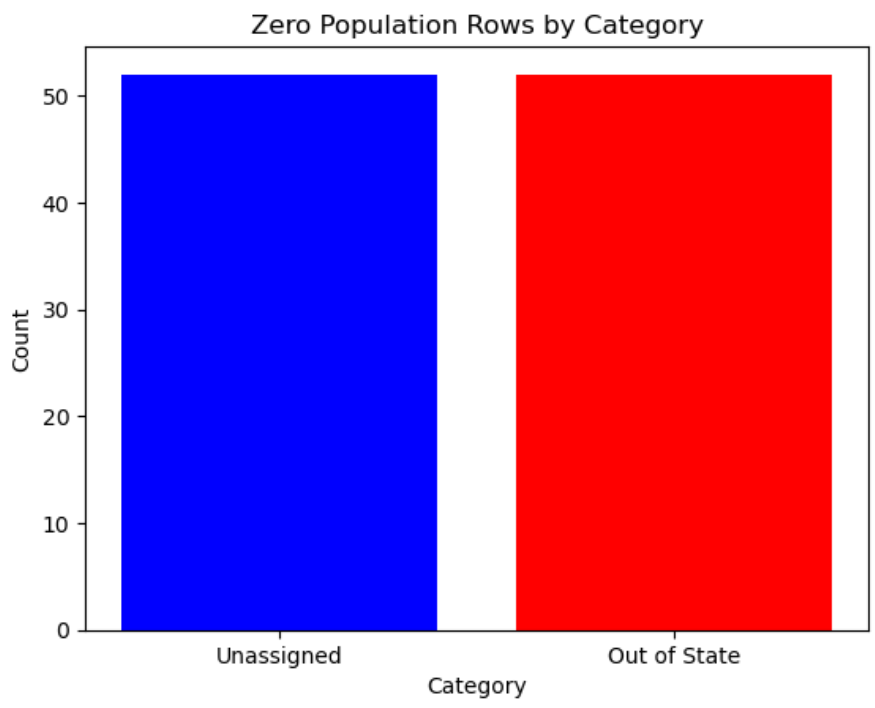 Zero Population Rows by Category
50
40
30
20
10
0
Count
Unassigned
Out of State
Category